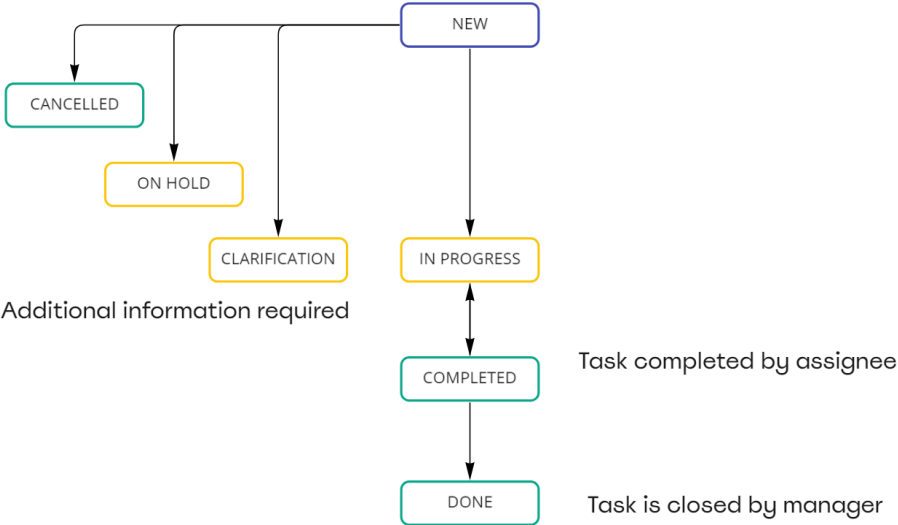 NEW
CANCELLED
ON HOLD
CLARIFICATION
IN PROGRESS
Additional information required
COMPLETED
Task completed by assignee
DONE
Task is closed by manager